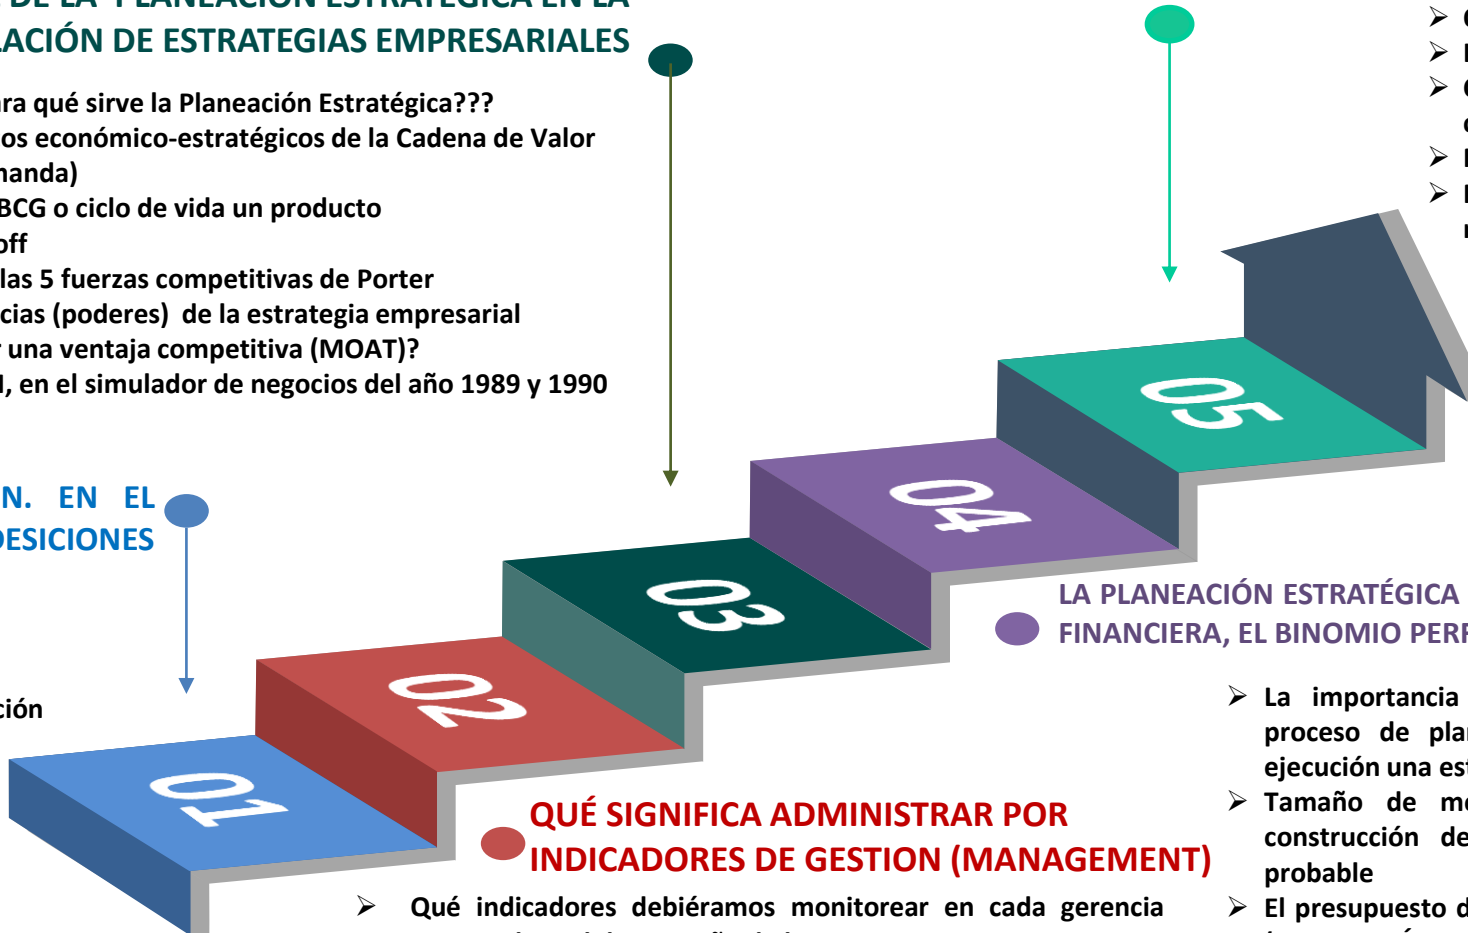 DE LA PLANEACIÓN ESTRATÉGICA EN LA
LACIÓN DE ESTRATEGIAS EMPRESARIALES
ra qué sirve la Planeación Estratégica???
os económico-estratégicos de la Cadena de Valor
manda)
BCG o ciclo de vida un producto
off
las 5 fuerzas competitivas de Porter
cias (poderes) de la estrategia empresarial
r una ventaja competitiva (MOAT)?
, en el simulador de negocios del año 1989 y 1990
N. EN EL
DESICIONES
ción
01
02
03
04
05
LA PLANEACIÓN ESTRATÉGICA
FINANCIERA, EL BINOMIO
➢ La importancia
proceso de
ejecución una
➢ Tamaño de
construcción de
probable
➢ El presupuesto
QUÉ SIGNIFICA ADMINISTRAR POR
INDICADORES DE GESTION (MANAGEMENT)
➢ Qué indicadores debiéramos monitorear en cada gerencia